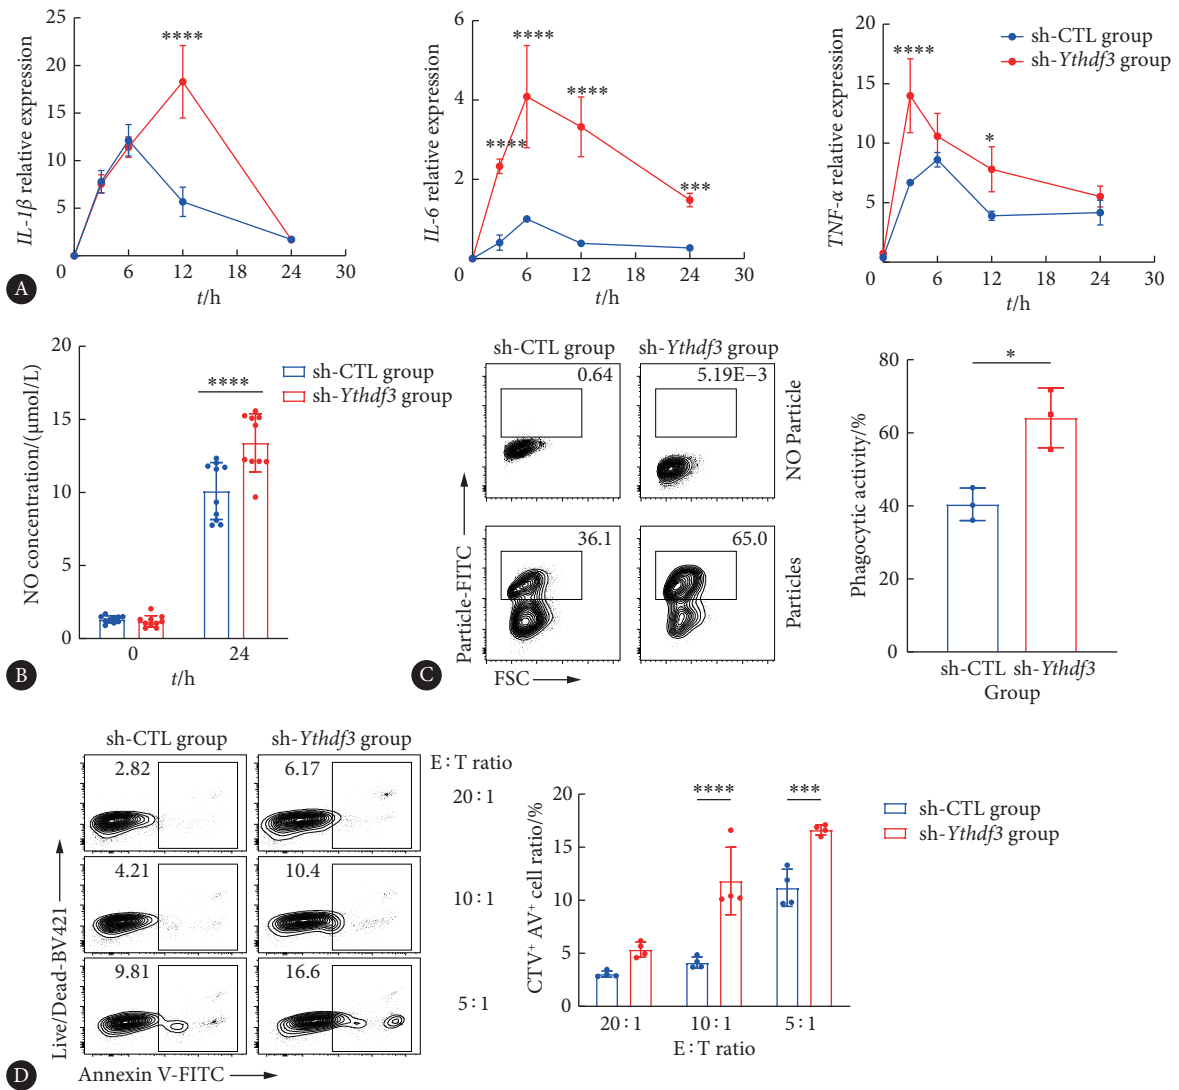 25
20
15
10
5
0
6
12
18
24
30
IL-1β relative expression
t/h
****
6
4
2
0
6
12
18
24
30
IL-6 relative expression
t/h
****
****
****
***
20
15
10
5
0
6
12
18
24
30
TNF-α relative expression
t/h
****
*
sh-CTL group
sh-Ythdf3 group
A
20
15
10
5
0
NO concentration/(μmol/L)
0
24
t/h
****
sh-CTL group
sh-Ythdf3 group
B
sh-CTL group
sh-Ythdf3 group
0.64
5.19E−3
NO Particle
36.1
65.0
Particles
Particle-FITC
FSC
80
60
40
20
0
Phagocytic activity/%
*
sh-CTL sh-Ythdf3
Group
C
sh-CTL group
sh-Ythdf3 group
E∶T ratio
2.82
6.17
20∶1
4.21
10.4
10∶1
9.81
16.6
5∶1
Live/Dead-BV421
Annexin V-FITC
20
15
10
5
0
CTV⁺ AV⁺ cell ratio/%
****
***
20∶1
10∶1
5∶1
E∶T ratio
sh-CTL group
sh-Ythdf3 group
D